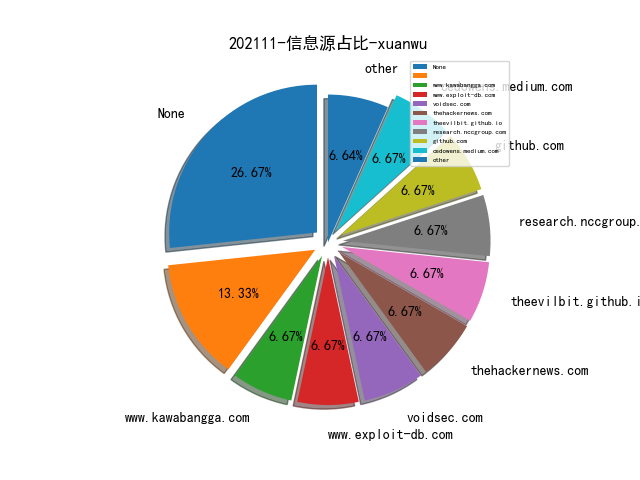 202111-信息源占比-xuanwu
other
None
www.kawabangga.com
www.exploit-db.com
voidsec.com
thehackernews.com
theevilbit.github.io
research.nccgroup.com
github.com
cedowens.medium.com
other
cedowens.medium.com
None
github.com
6.64%
6.67%
26.67%
6.67%
research.nccgroup.
6.67%
6.67%
13.33%
theevilbit.github.i
6.67%
6.67%
6.67%
6.67%
thehackernews.com
www.kawabangga.com
voidsec.com
www.exploit-db.com